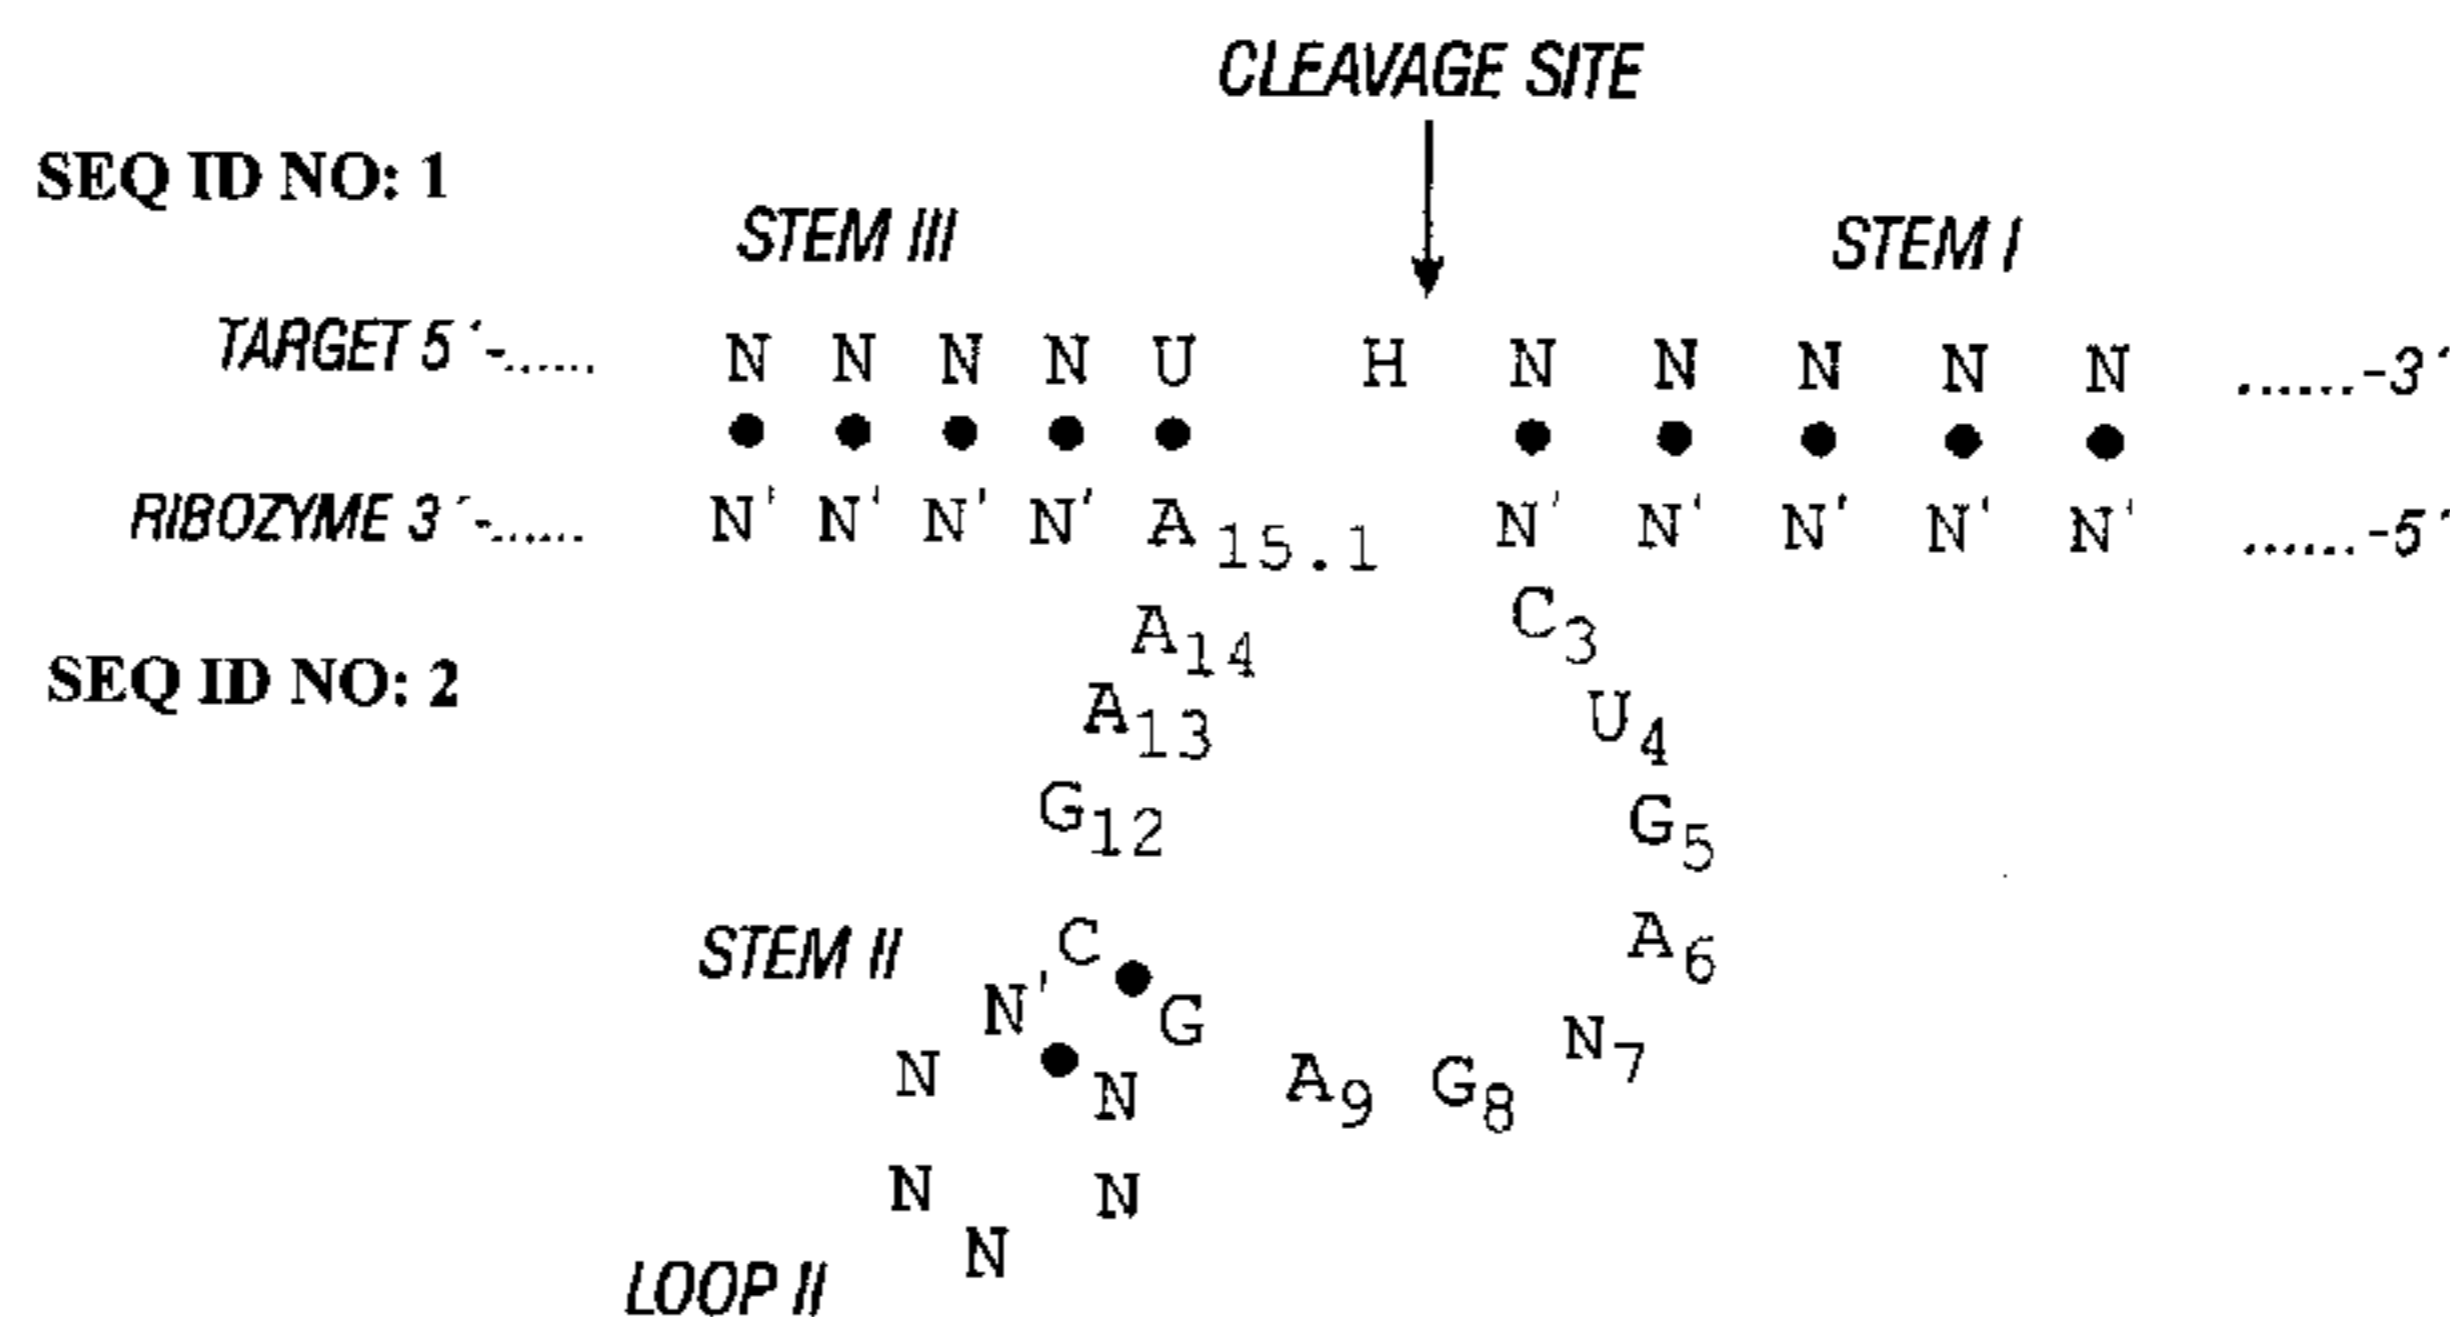 CLEAVAGE SITE
SEQ ID NO: 1
STEM III
STEM I
TARGET 5´-...... N N N N U H N N N N N ......-3´
RIBOZYME 3´-...... N' N' N' N' A 15.1 N' N' N' N' N' ......-5´
A14 C3
SEQ ID NO: 2
A13 U4
G12 G5
STEM II C A6
N' G N7
N N A9 G8
N N
N
LOOP II